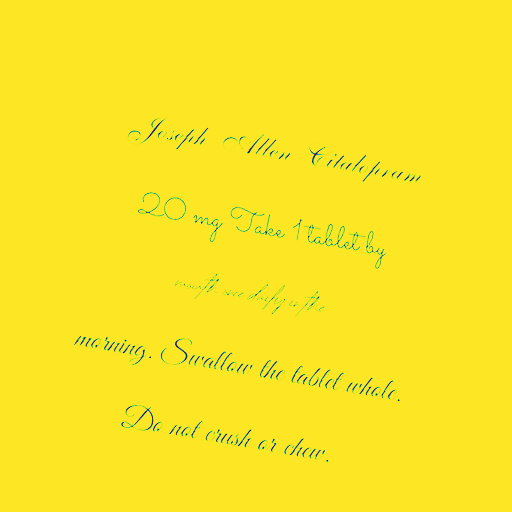 Joseph Allen Citalopram
20 mg Take 1 tablet by
mouth once daily in the
morning. Swallow the tablet whole.
Do not crush or chew.